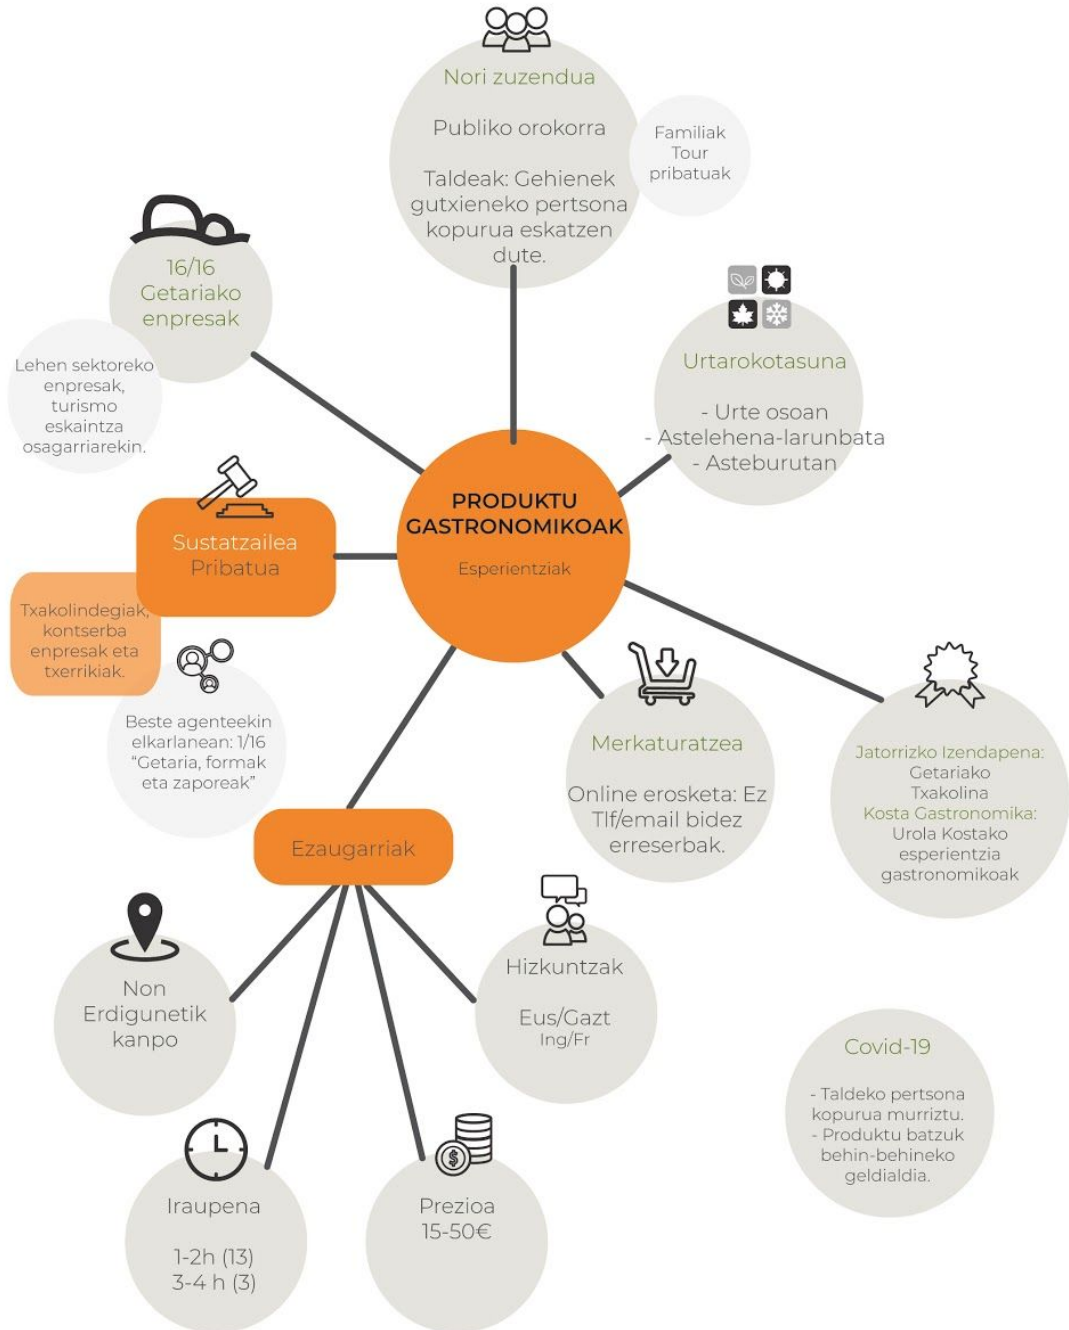 Nori zuzendua
Publiko orokorra
Taldeak: Gehienek
gutxieneko pertsona
kopurua eskatzen
dute.
Familiak
Tour
pribatuak
16/16
Getariako
enpresak
Lehen sektoreko
enpresak,
turismo
eskaintza
osagarriarekin.
Urtarokotasuna
- Urte osoan
- Astelehena-larunbata
- Asteburutan
PRODUKTU
GASTRONOMIKOAK
Esperientziak
Sustatzailea
Pribatua
Txakolindegiak,
kontserba
enpresak eta
txerrikiak.
Beste agenteekin
elkarlanean: 1/16
"Getaria, formak
eta zaporeak"
Merkaturatzea
Online erosketa: Ez
Tlf/email bidez
erreserbak.
Jatorrizko Izendapena:
Getariako
Txakolina
Kosta Gastronomika:
Urola Kostako
esperientzia
gastronomikoak
Ezaugarriak
Non
Erdigunetik
kanpo
Hizkuntzak
Eus/Gazt
Ing/Fr
Iraupena
1-2h (13)
3-4 h (3)
$
Prezioa
15-50€
Covid-19
- Taldeko pertsona
kopurua murriztu.
- Produktu batzuk
behin-behineko
geldialdia.